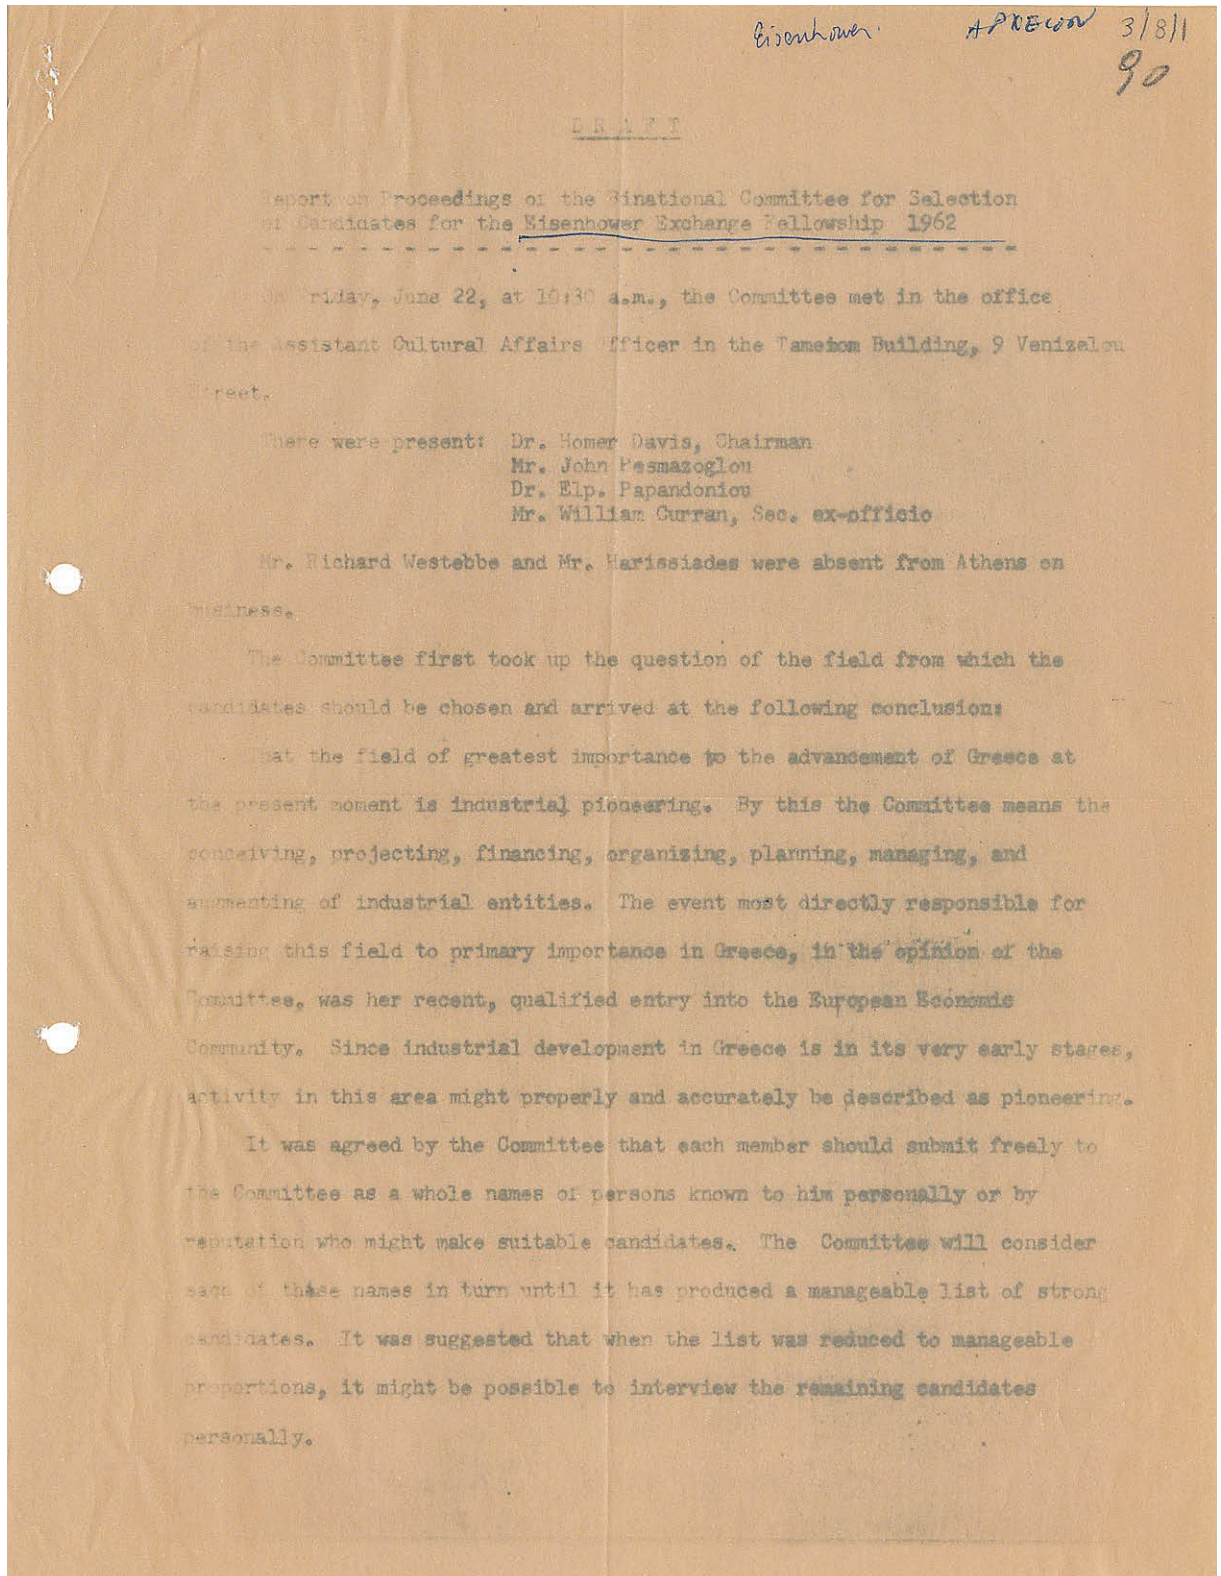 Eisenhower.
3/8/1
90
DRAFT
Report on Proceedings of the Binational Committee for Selection
of Candidates for the Eisenhower Exchange Fellowship 1962
On Friday, June 22, at 10:30 a.m., the Committee met in the office
of the Assistant Cultural Affairs Officer in the Tameion Building, 9 Venizelou
Street.
There were present: Dr. Homer Davis, Chairman
Mr. John Pesmazoglou
Dr. Elp. Papandoniou
Mr. William Curran, Sec. ex-officio
Mr. Richard Westebbe and Mr. Harissiades were absent from Athens on
business.
The Committee first took up the question of the field from which the
candidates should be chosen and arrived at the following conclusion:
That the field of greatest importance to the advancement of Greece at
the present moment is industrial pioneering. By this the Committee means the
conceiving, projecting, financing, organizing, planning, managing, and
augmenting of industrial entities. The event most directly responsible for
raising this field to primary importance in Greece, in the opinion of the
Committee, was her recent, qualified entry into the European Economic
Community. Since industrial development in Greece is in its very early stages,
activity in this area might properly and accurately be described as pioneering.
It was agreed by the Committee that each member should submit freely to
the Committee as a whole names of persons known to him personally or by
reputation who might make suitable candidates. The Committee will consider
each of these names in turn until it has produced a manageable list of strong
candidates. It was suggested that when the list was reduced to manageable
proportions, it might be possible to interview the remaining candidates
personally.